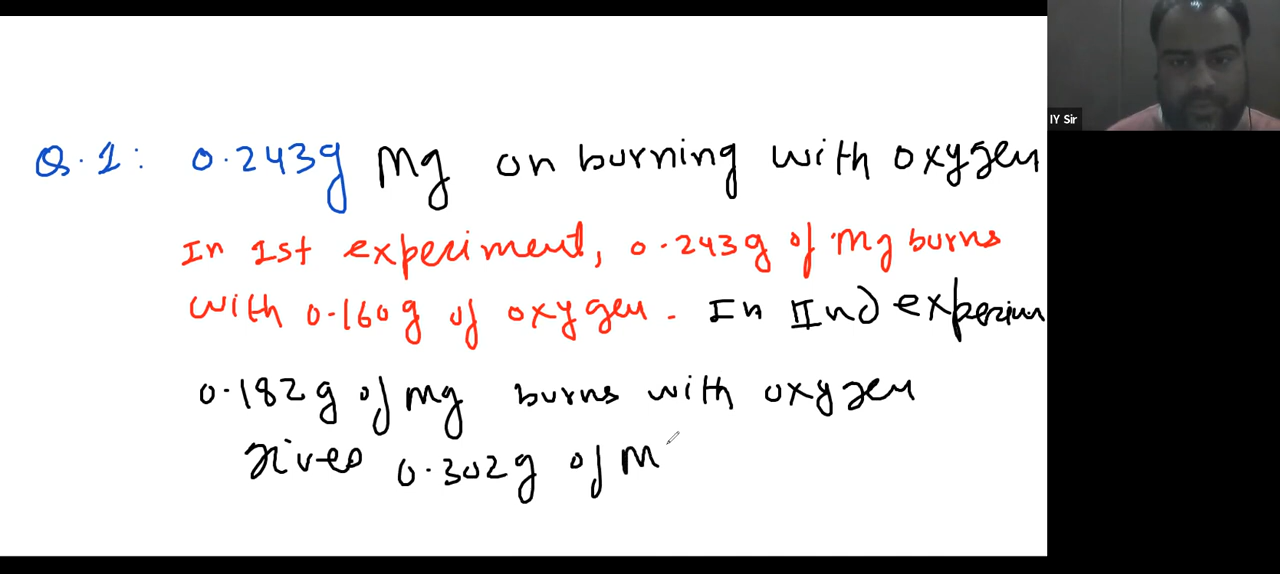 Q.1: 0.243g Mg on burning with oxygen
In 1st experiment, 0.243g of Mg burns
with 0.160g of oxygen. In IInd experim
0.182g of mg burns with oxygen
gives 0.302g of M
IY Sir